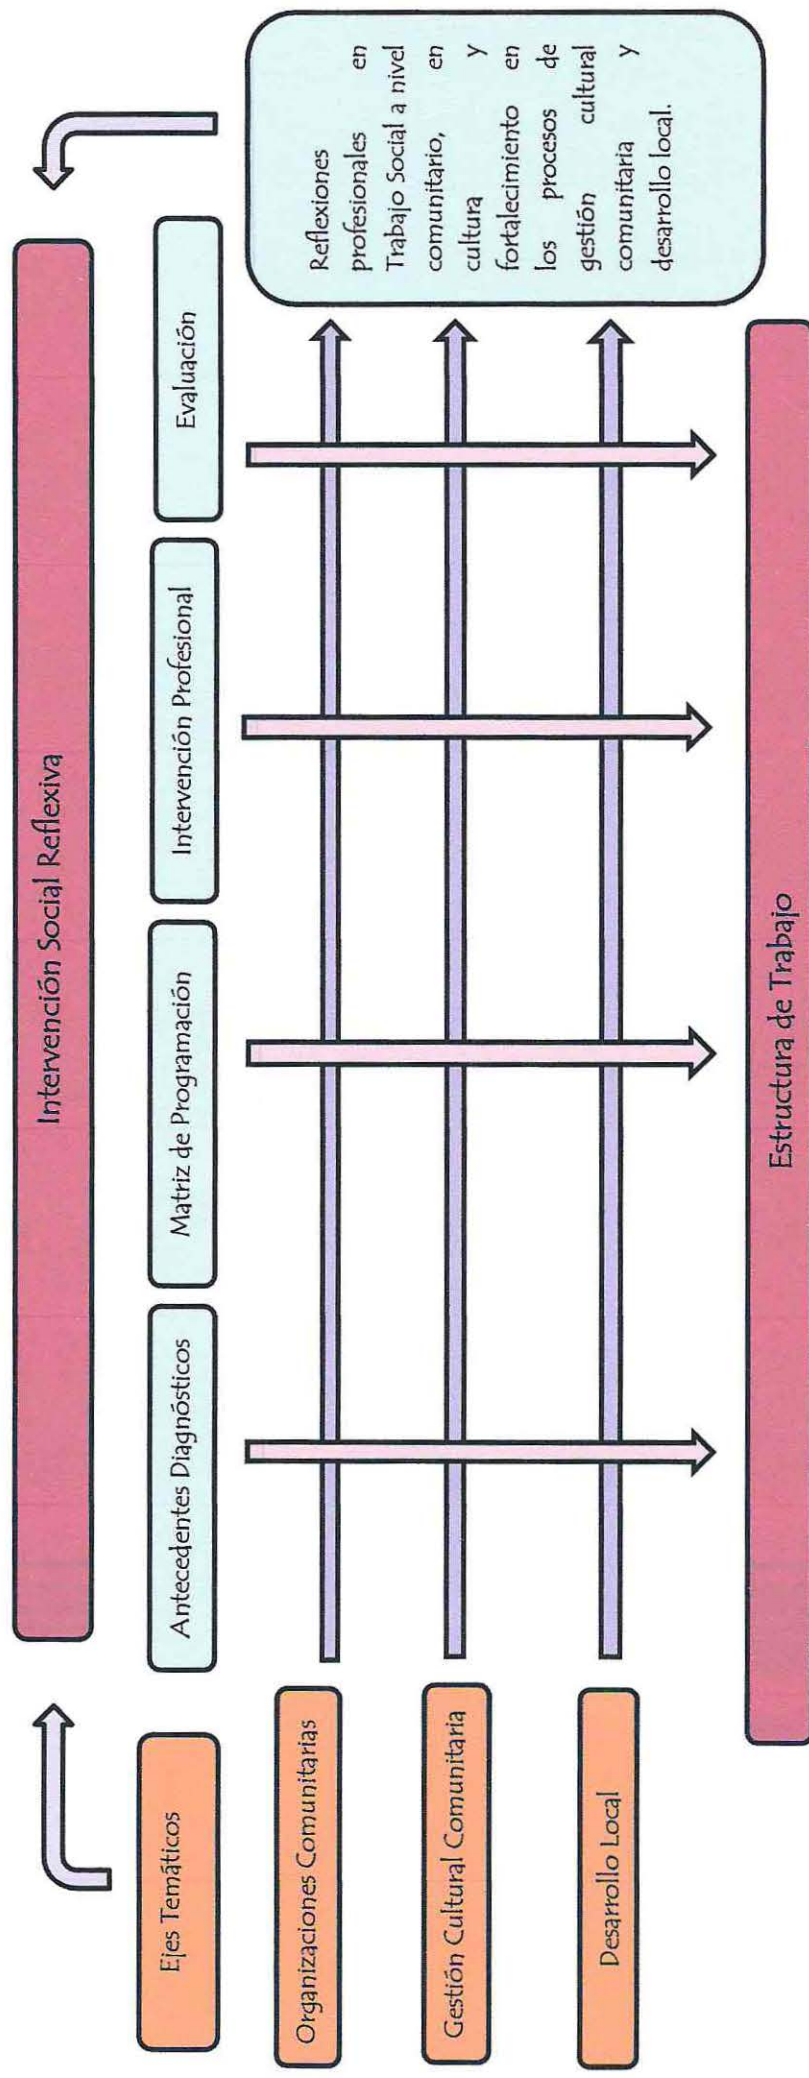 Intervención Social Reflexiva
Ejes Temáticos
Antecedentes Diagnósticos
Matriz de Programación
Intervención Profesional
Evaluación
Organizaciones Comunitarias
Gestión Cultural Comunitaria
Desarrollo Local
Reflexiones
profesionales en
Trabajo Social a nivel
comunitario, en
cultura y
fortalecimiento en
los procesos de
gestión cultural
comunitaria y
desarrollo local.
Estructura de Trabajo